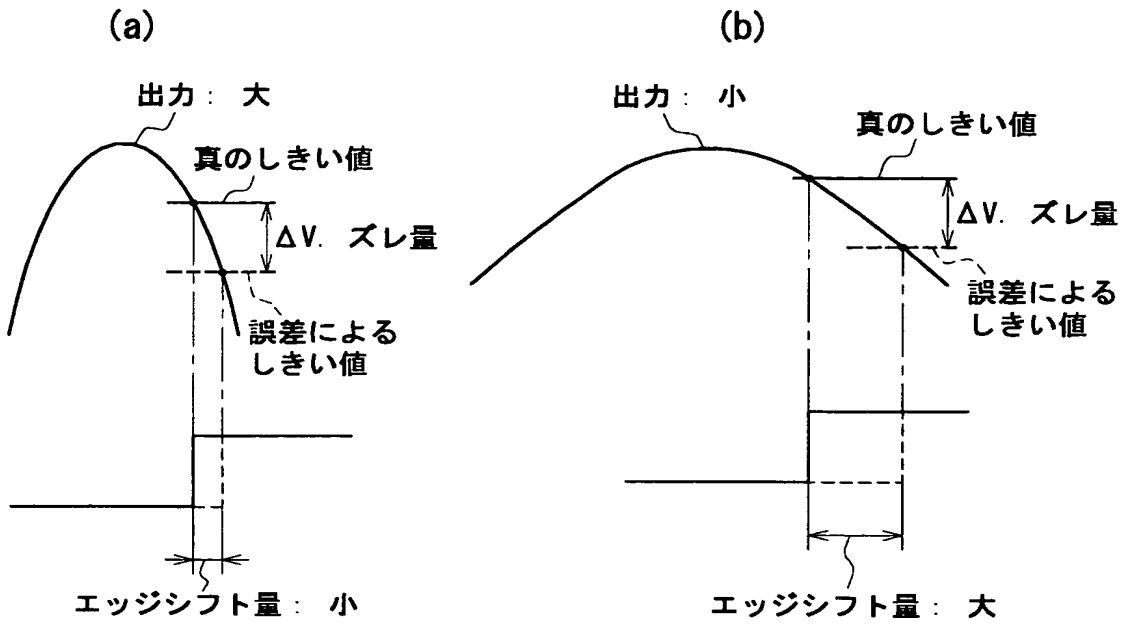 (a)
出力： 大
真のしきい値
ΔV. ズレ量
誤差による
しきい値
エッジシフト量： 小
(b)
出力： 小
真のしきい値
ΔV. ズレ量
誤差による
しきい値
エッジシフト量： 大